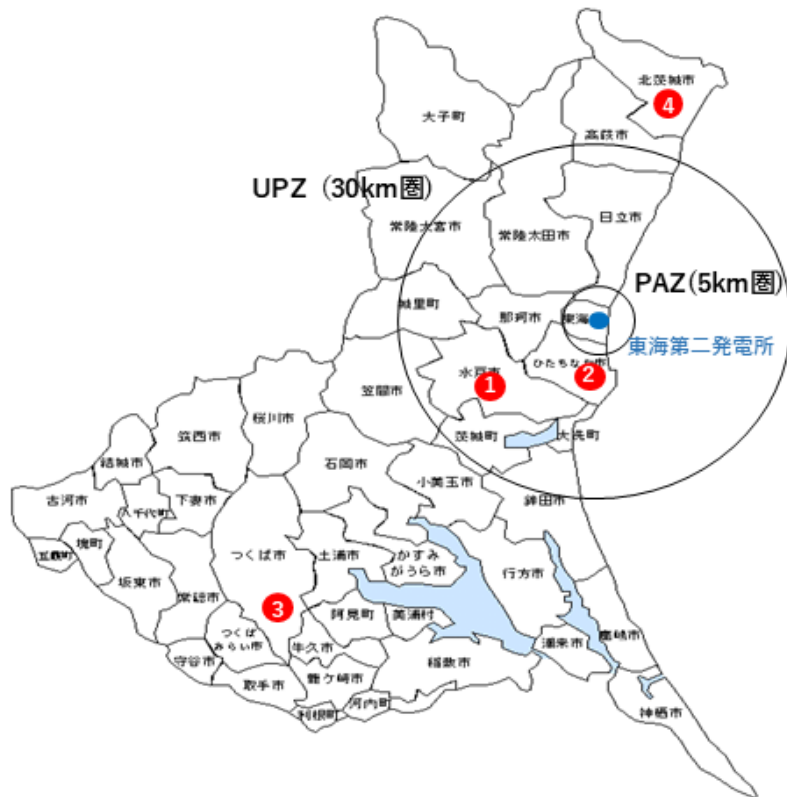 北茨城市
4
大子町
高萩市
UPZ (30km圏)
日立市
常陸大宮市
常陸太田市
PAZ(5km圏)
城里町
那珂市
東海
東海第二発電所
ひたちなか市
水戸市
1
2
笠間市
桜川市
茨城町
大洗町
筑西市
石岡市
結城市
小美玉市
古河市
八千代町
下妻市
鉾田市
境町
五霞町
つくば市
土浦市
かすみ
がうら市
坂東市
行方市
常総市
3
阿見町
美浦村
つくば
みらい市
牛久市
潮来市
鹿嶋市
守谷市
稲敷市
取手市
龍ケ崎市
河内町
利根町
神栖市